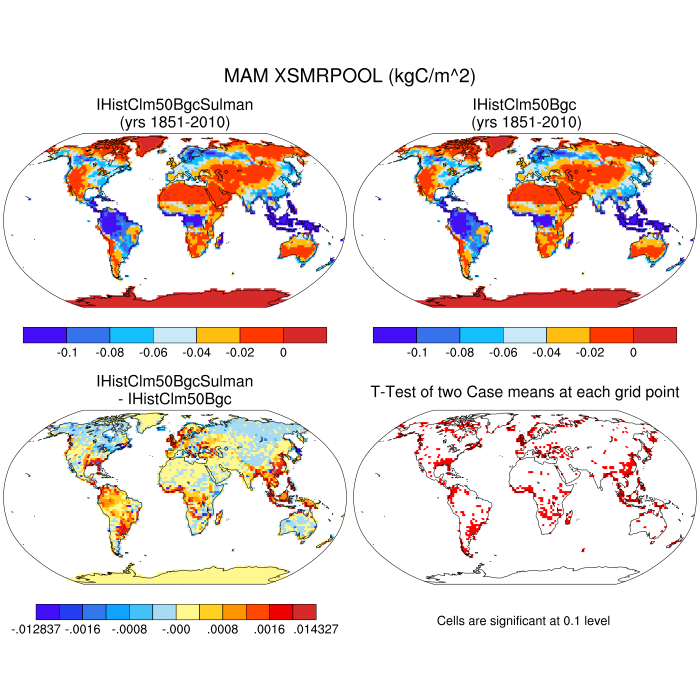 MAM XSMRPOOL (kgC/m^2)
IHistClm50BgcSulman
(yrs 1851-2010)
IHistClm50Bgc
(yrs 1851-2010)
-0.1 -0.08 -0.06 -0.04 -0.02 0
-0.1 -0.08 -0.06 -0.04 -0.02 0
IHistClm50BgcSulman
- IHistClm50Bgc
T-Test of two Case means at each grid point
-.012837 -.0016 -.0008 -.000 .0008 .0016 .014327
Cells are significant at 0.1 level